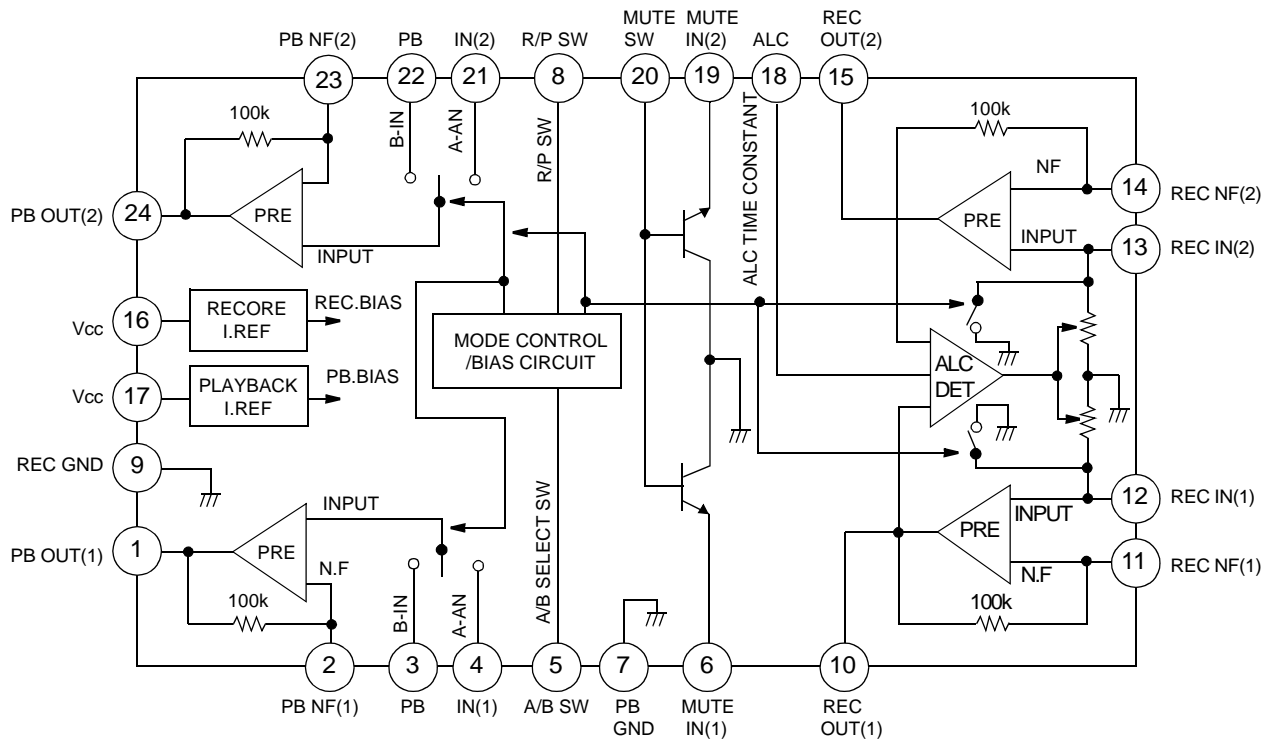 MUTE MUTE REC
PB NF(2) PB IN(2) R/P SW SW IN(2) ALC OUT(2)
23 22 21 8 20 19 18 15
100k
B-IN
A-AN
R/P SW
ALC TIME CONSTANT
100k
NF
14 REC NF(2)
PB OUT(2) 24
PRE
PRE
INPUT
INPUT
13 REC IN(2)
Vcc 16
RECORE
I.REF
REC.BIAS
MODE CONTROL
/BIAS CIRCUIT
Vcc 17
PLAYBACK
I.REF
PB.BIAS
ALC
DET
REC GND 9
INPUT
12 REC IN(1)
INPUT
PB OUT(1) 1
PRE
N.F
A/B SELECT SW
PRE
N.F
11 REC NF(1)
100k
B-IN
A-AN
100k
2 3 4 5 7 6 10
PB NF(1) PB IN(1) A/B SW PB MUTE REC
GND IN(1) OUT(1)